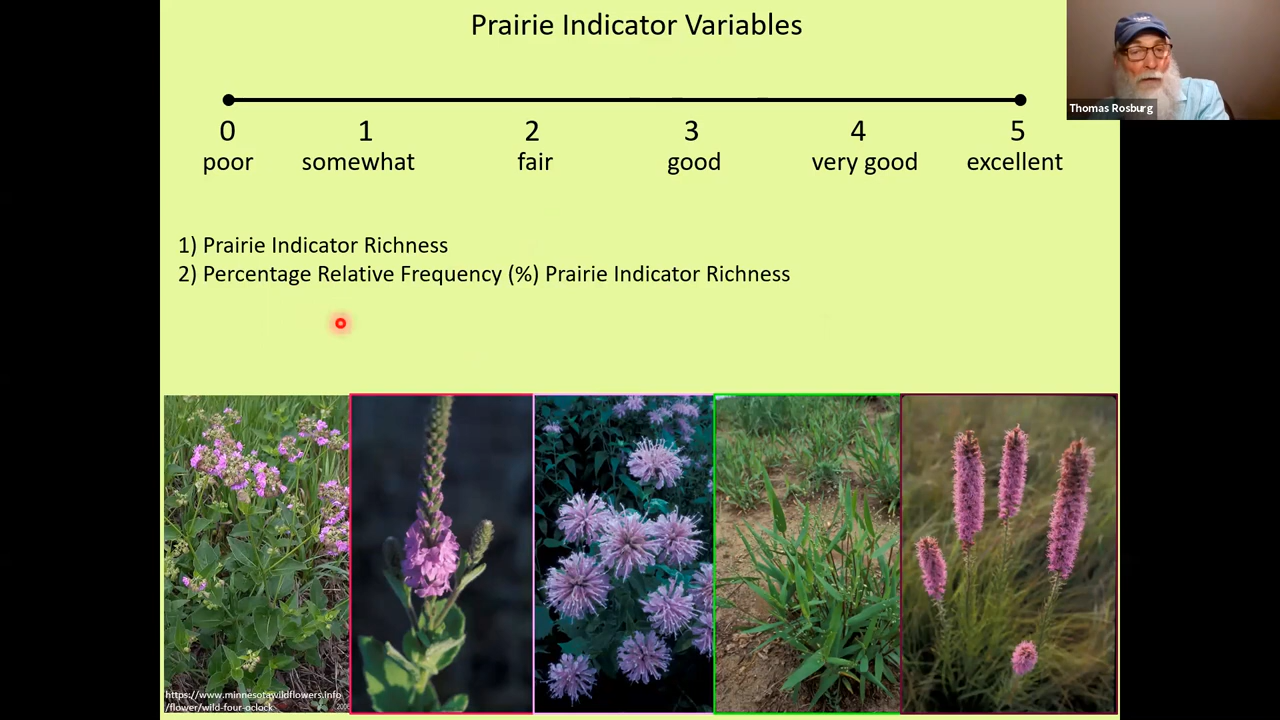 Prairie Indicator Variables
Thomas Rosburg
0 1 2 3 4 5
poor somewhat fair good very good excellent
1) Prairie Indicator Richness
2) Percentage Relative Frequency (%) Prairie Indicator Richness
https://www.minnesotawildflowers.info
/flower/wild-four-oclock